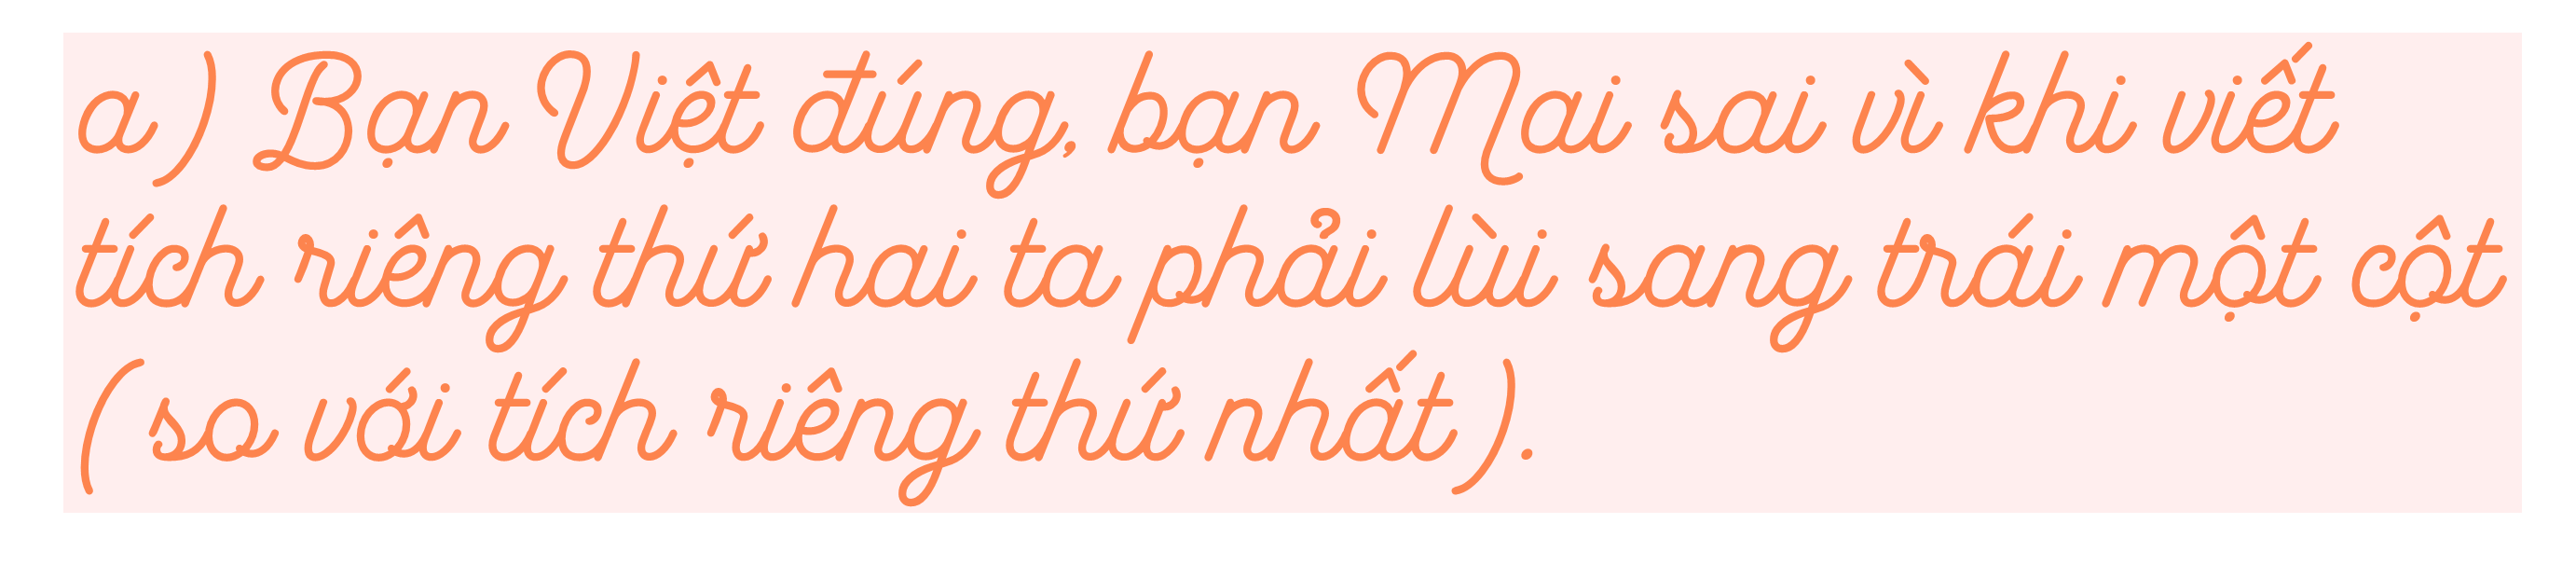 a) Bạn Việt đúng, bạn Mai sai vì khi viết
tích riêng thứ hai ta phải lùi sang trái một cột
(so với tích riêng thứ nhất).